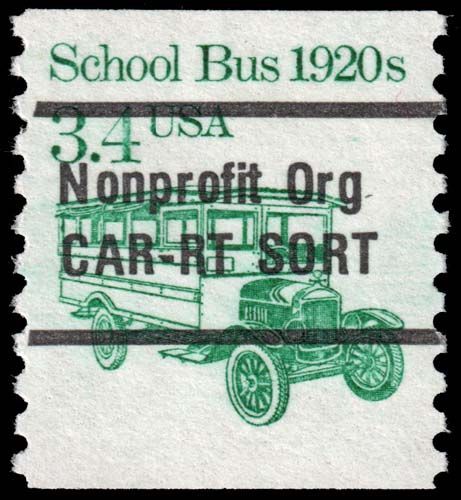 School Bus 1920s
3.4 USA
Nonprofit Org
CAR-RT SORT